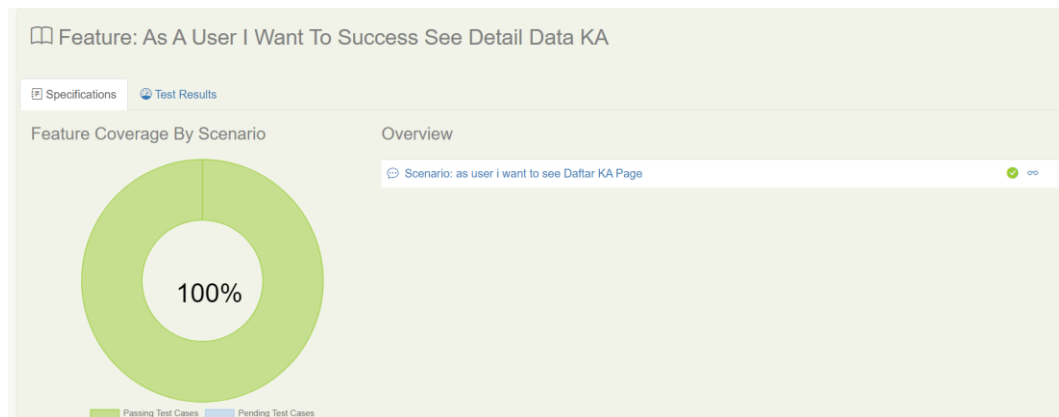 Feature: As A User I Want To Success See Detail Data KA
Specifications
Test Results
Feature Coverage By Scenario
Overview
Scenario: as user i want to see Daftar KA Page
100%
Passing Test Cases
Pending Test Cases